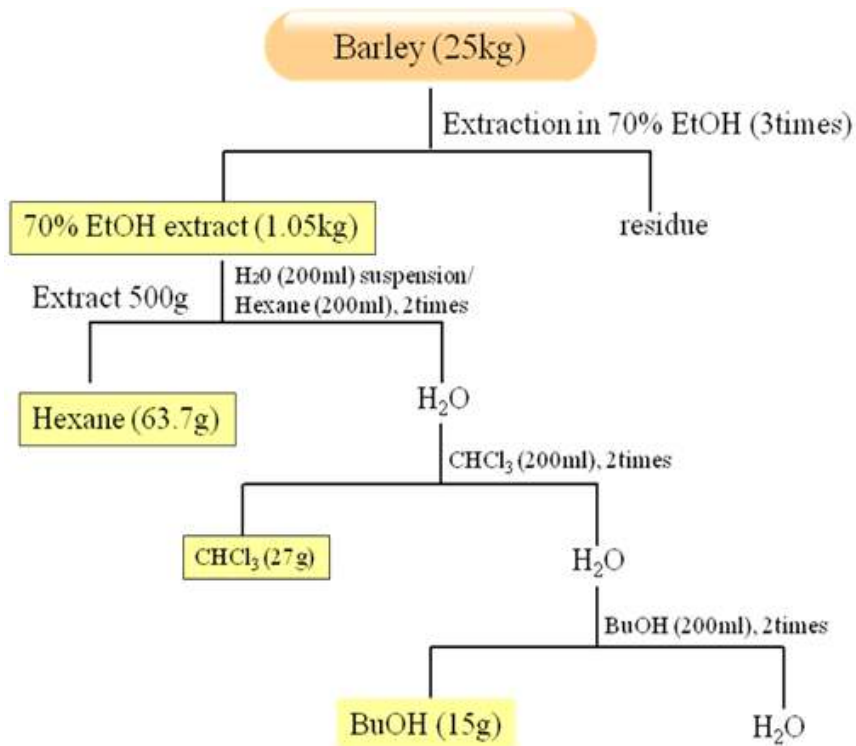 Barley (25kg)
Extraction in 70% EtOH (3times)
70% EtOH extract (1.05kg)
residue
Extract 500g
H₂0 (200ml) suspension/
Hexane (200ml), 2times
Hexane (63.7g)
H₂O
CHCl₃ (200ml), 2times
CHCl₃ (27g)
H₂O
BuOH (200ml), 2times
BuOH (15g)
H₂O